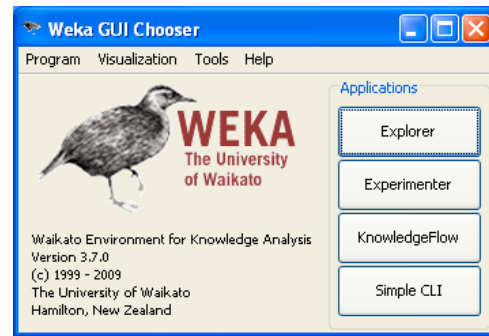 Weka GUI Chooser
Program Visualization Tools Help
WEKA
The University
of Waikato
Waikato Environment for Knowledge Analysis
Version 3.7.0
(c) 1999 - 2009
The University of Waikato
Hamilton, New Zealand
Applications
Explorer
Experimenter
KnowledgeFlow
Simple CLI